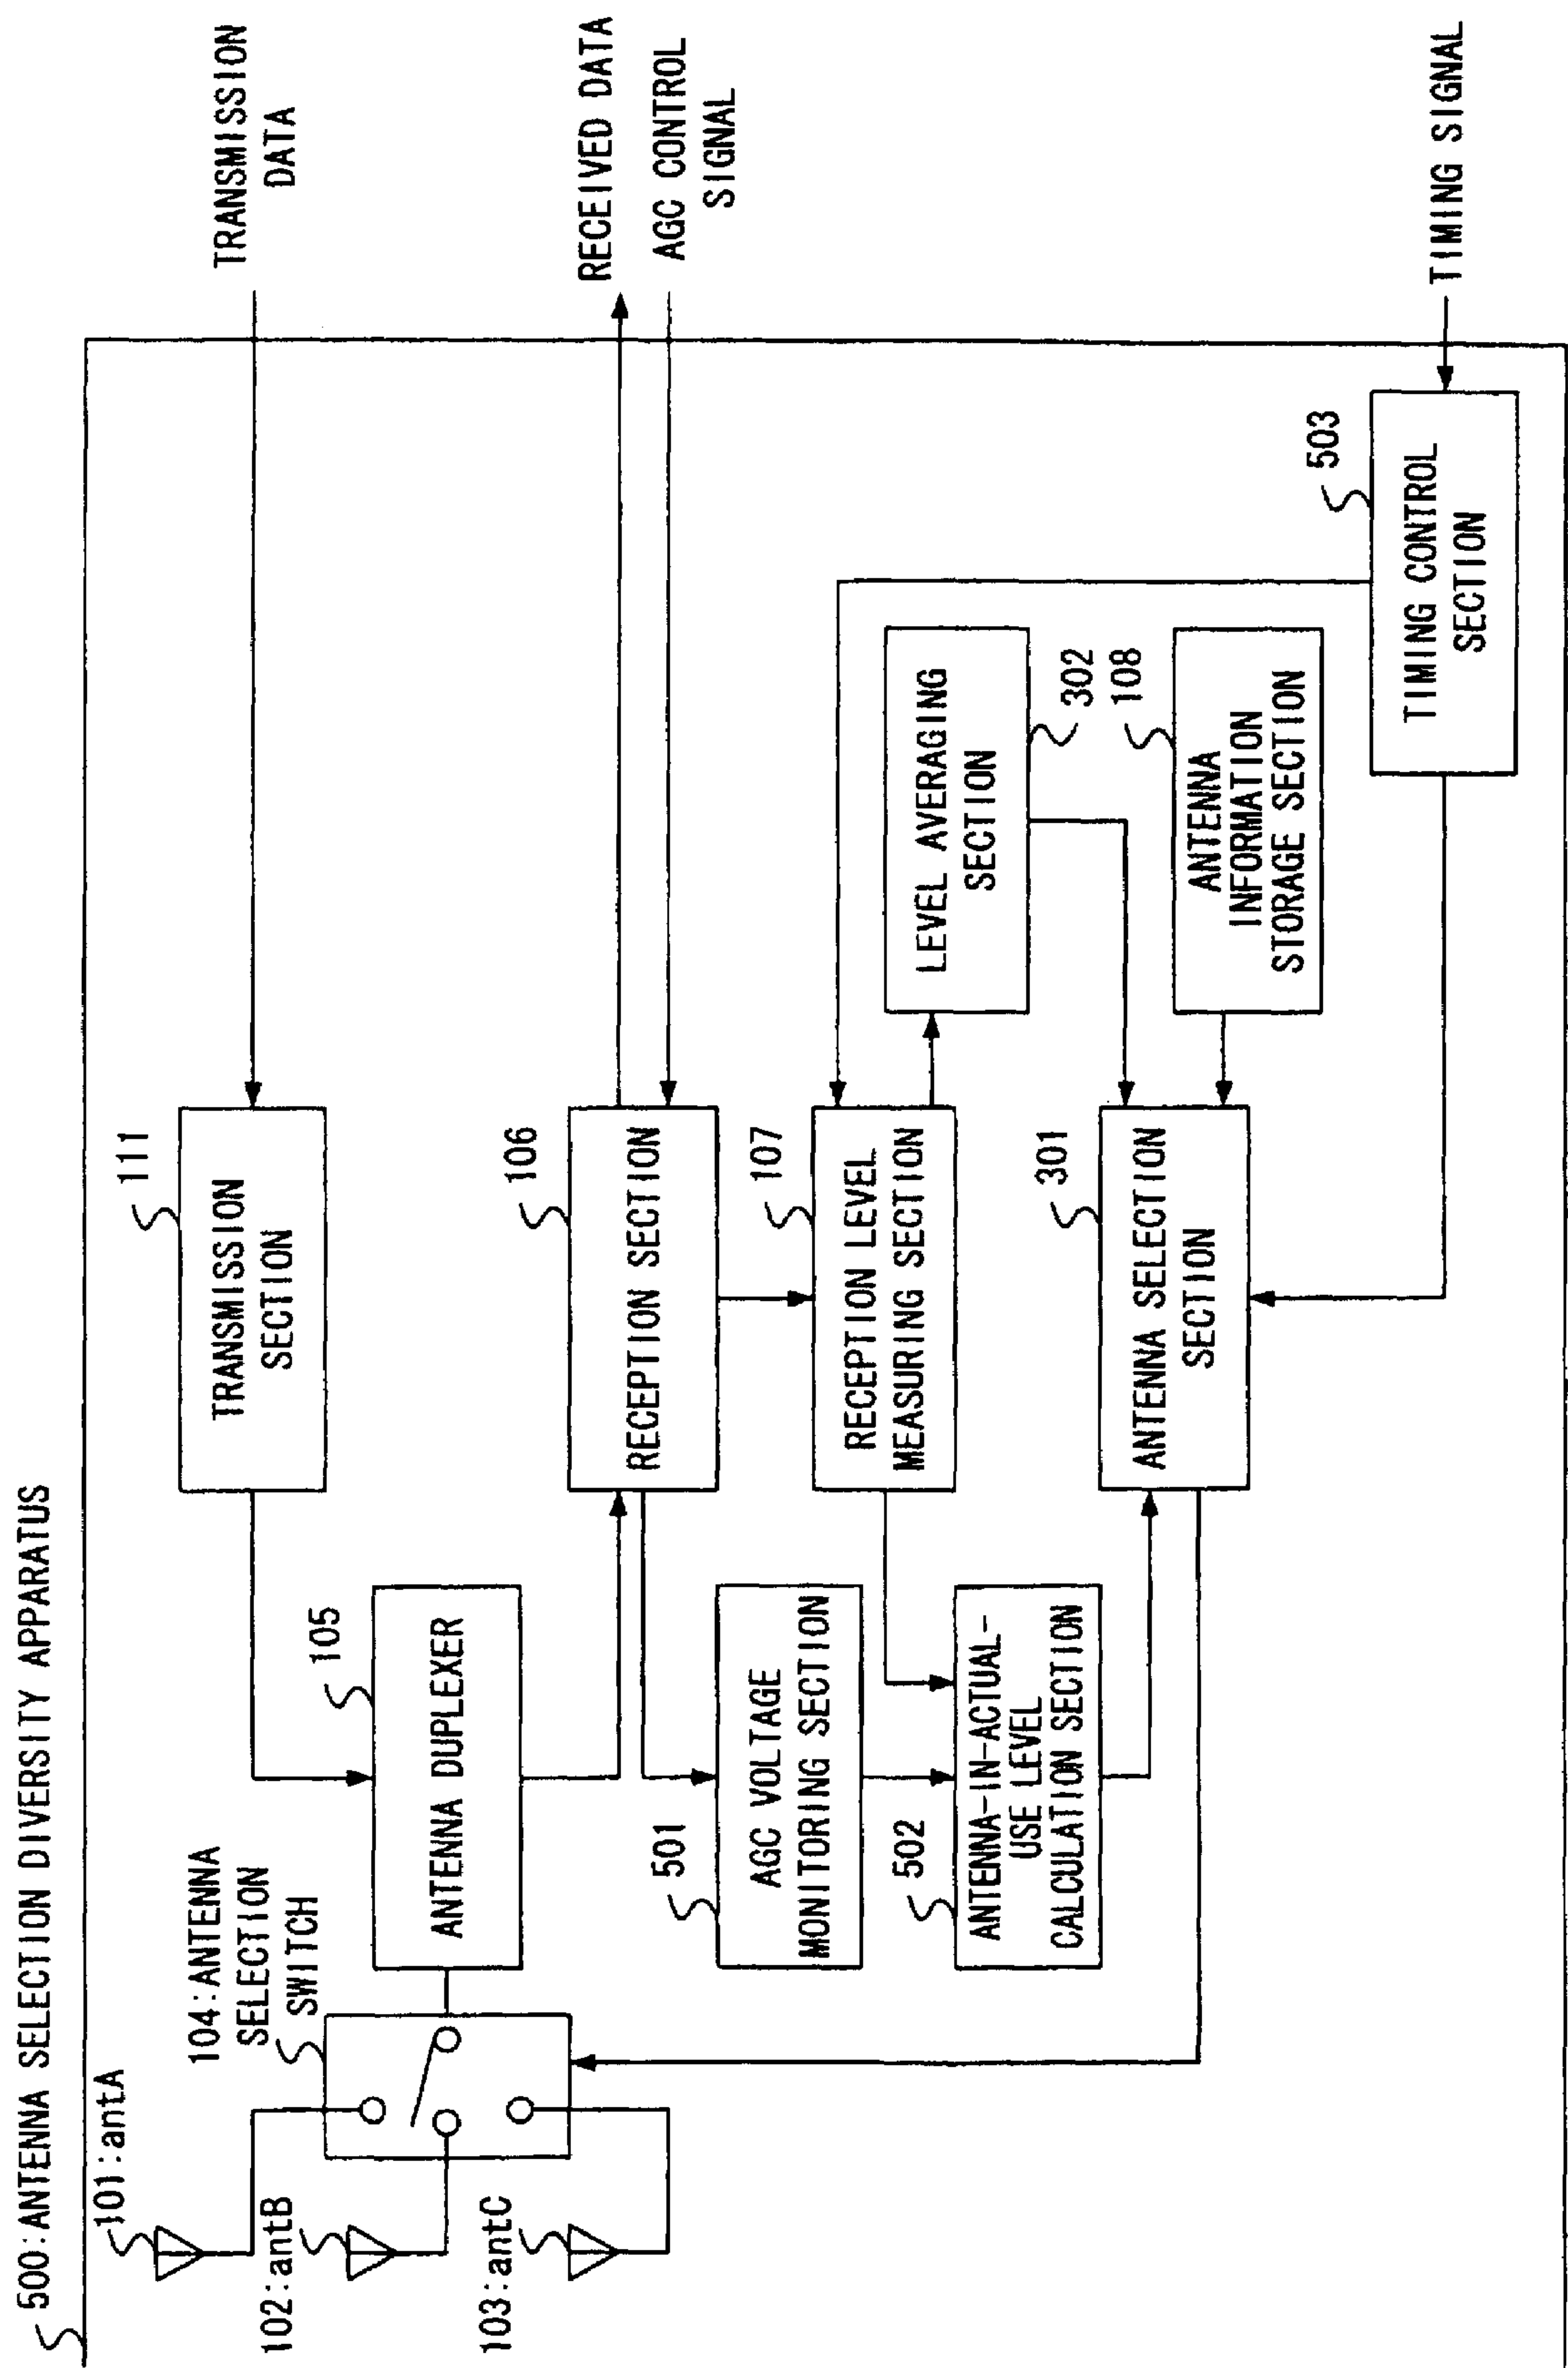 500:ANTENNA SELECTION DIVERSITY APPARATUS
101:antA
102:antB
103:antC
104:ANTENNA
SELECTION
SWITCH
105
ANTENNA DUPLEXER
111
TRANSMISSION
SECTION
TRANSMISSION
DATA
106
RECEPTION SECTION
RECEIVED DATA
AGC CONTROL
SIGNAL
501
AGC VOLTAGE
MONITORING SECTION
107
RECEPTION LEVEL
MEASURING SECTION
LEVEL AVERAGING
SECTION
302
502
ANTENNA-IN-ACTUAL-
USE LEVEL
CALCULATION SECTION
301
ANTENNA SELECTION
SECTION
108
ANTENNA
INFORMATION
STORAGE SECTION
503
TIMING CONTROL
SECTION
TIMING SIGNAL